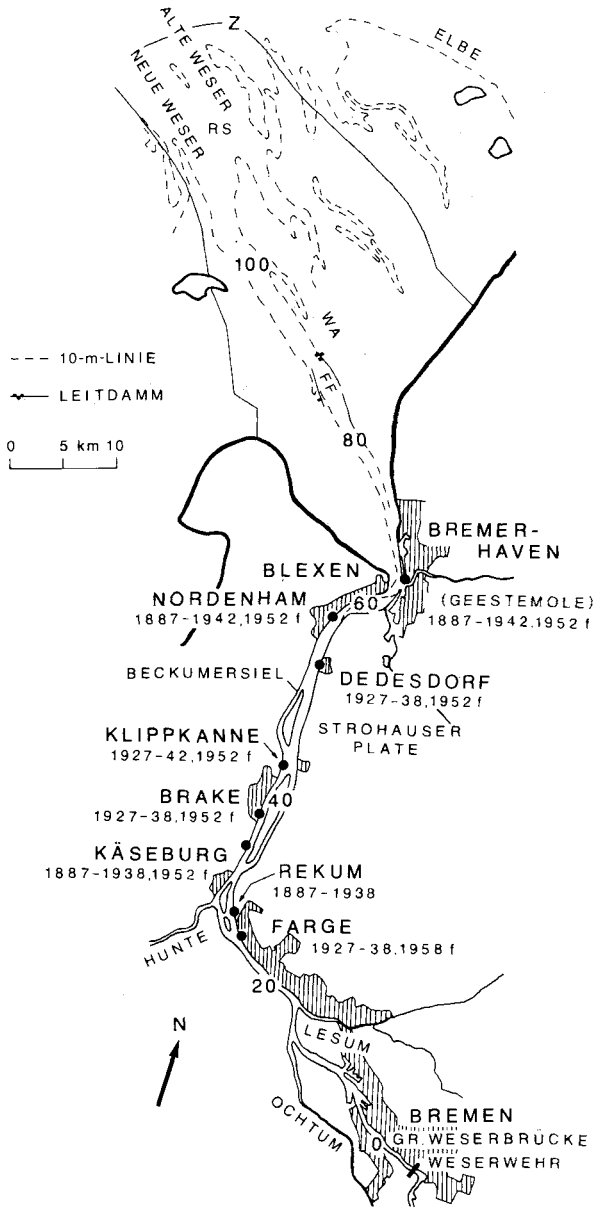 Z
ELBE
ALTE WESER
NEUE WESER
RS
LS
100
WA
FF
--- 10-m-LINIE
LEITDAMM
0 5 km 10
80
BREMER-
HAVEN
BLEXEN
NORDENHAM
1887-1942,1952 f
60
(GEESTEMOLE)
1887-1942,1952 f
BECKUMERSIEL
DEDESDORF
1927-38,1952 f
STROHAUSER
PLATE
KLIPPKANNE
1927-42,1952 f
BRAKE
1927-38,1952 f
40
KÄSEBURG
1887-1938,1952 f
REKUM
1887-1938
HUNTE
FARGE
1927-38,1958 f
20
N
LESUM
OCHTUM
BREMEN
0
GR. WESERBRÜCKE
WESERWEHR